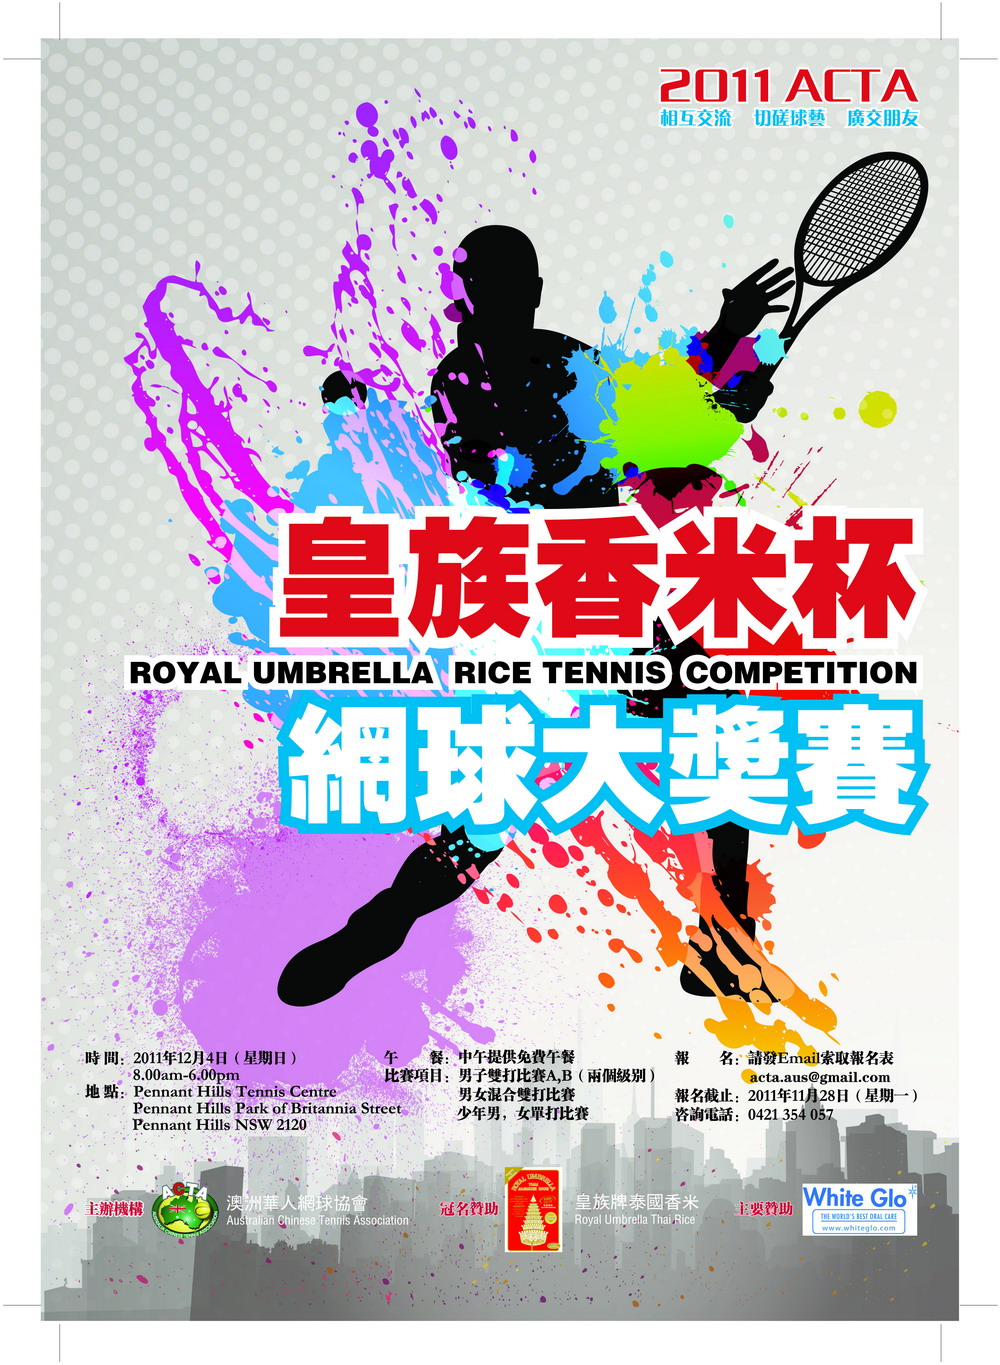 2011 ACTA
相互交流 切磋球藝 廣交朋友
皇族香米杯
ROYAL UMBRELLA RICE TENNIS COMPETITION
網球大獎賽
時間：2011年12月4日（星期日）
8.00am-6.00pm
地點：Pennant Hills Tennis Centre
Pennant Hills Park of Britannia Street
Pennant Hills NSW 2120
午 餐：中午提供免費午餐
比賽項目：男子雙打比賽A,B（兩個級別）
男女混合雙打比賽
少年男，女單打比賽
報 名：請發Email索取報名表
acta.aus@gmail.com
報名截止：2011年11月28日（星期一）
咨詢電話：0421 354 057
主辦機構
ACTA
澳洲華人網球協會
Australian Chinese Tennis Association
冠名贊助
ROYAL UMBRELLA
皇族牌泰國香米
Royal Umbrella Thai Rice
主要贊助
White Glo
THE WORLD'S BEST ORAL CARE
www.whiteglo.com